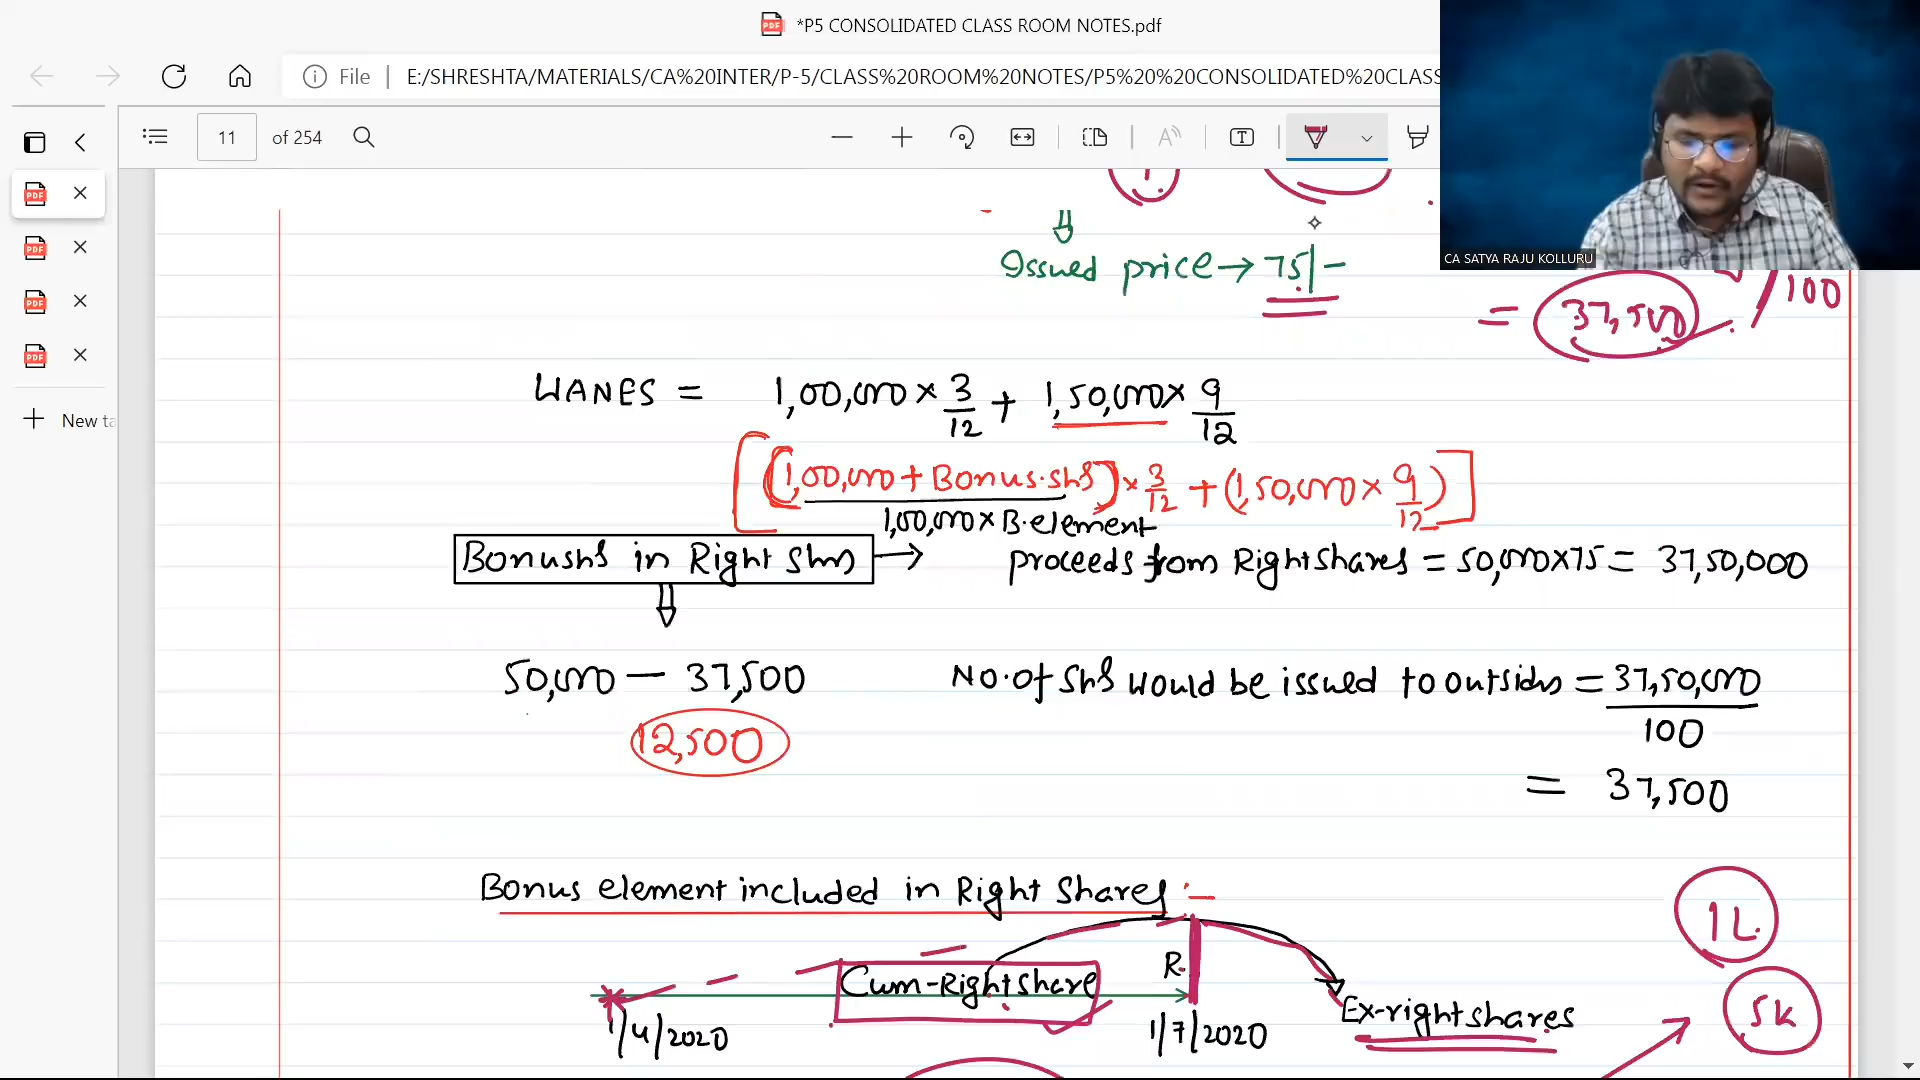 *P5 CONSOLIDATED CLASS ROOM NOTES.pdf
File
E:/SHRESHTA/MATERIALS/CA%20INTER/P-5/CLASS%20ROOM%20NOTES/P5%20%20CONSOLIDATED%20CLASS
11 of 254
New ta
CA SATYA RAJU KOLLURU
Issued price → 75/-
100
= 37,500
WANES = 1,00,000 × 3/12 + 1,50,000 × 9/12
[(1,00,000 + Bonus.shs) × 3/12 + (1,50,000 × 9/12)]
1,00,000 × B.element
Bonushs in Right Shrs → proceeds from Right shares = 50,000×75 = 37,50,000
50,000 — 37,500
No. of Shs would be issued to outsides = 37,50,000/100
12,500
= 37,500
Bonus element included in Right Shares :-
1L
Cum-Right share
R
Ex-right shares
5K
1/4/2020
1/7/2020